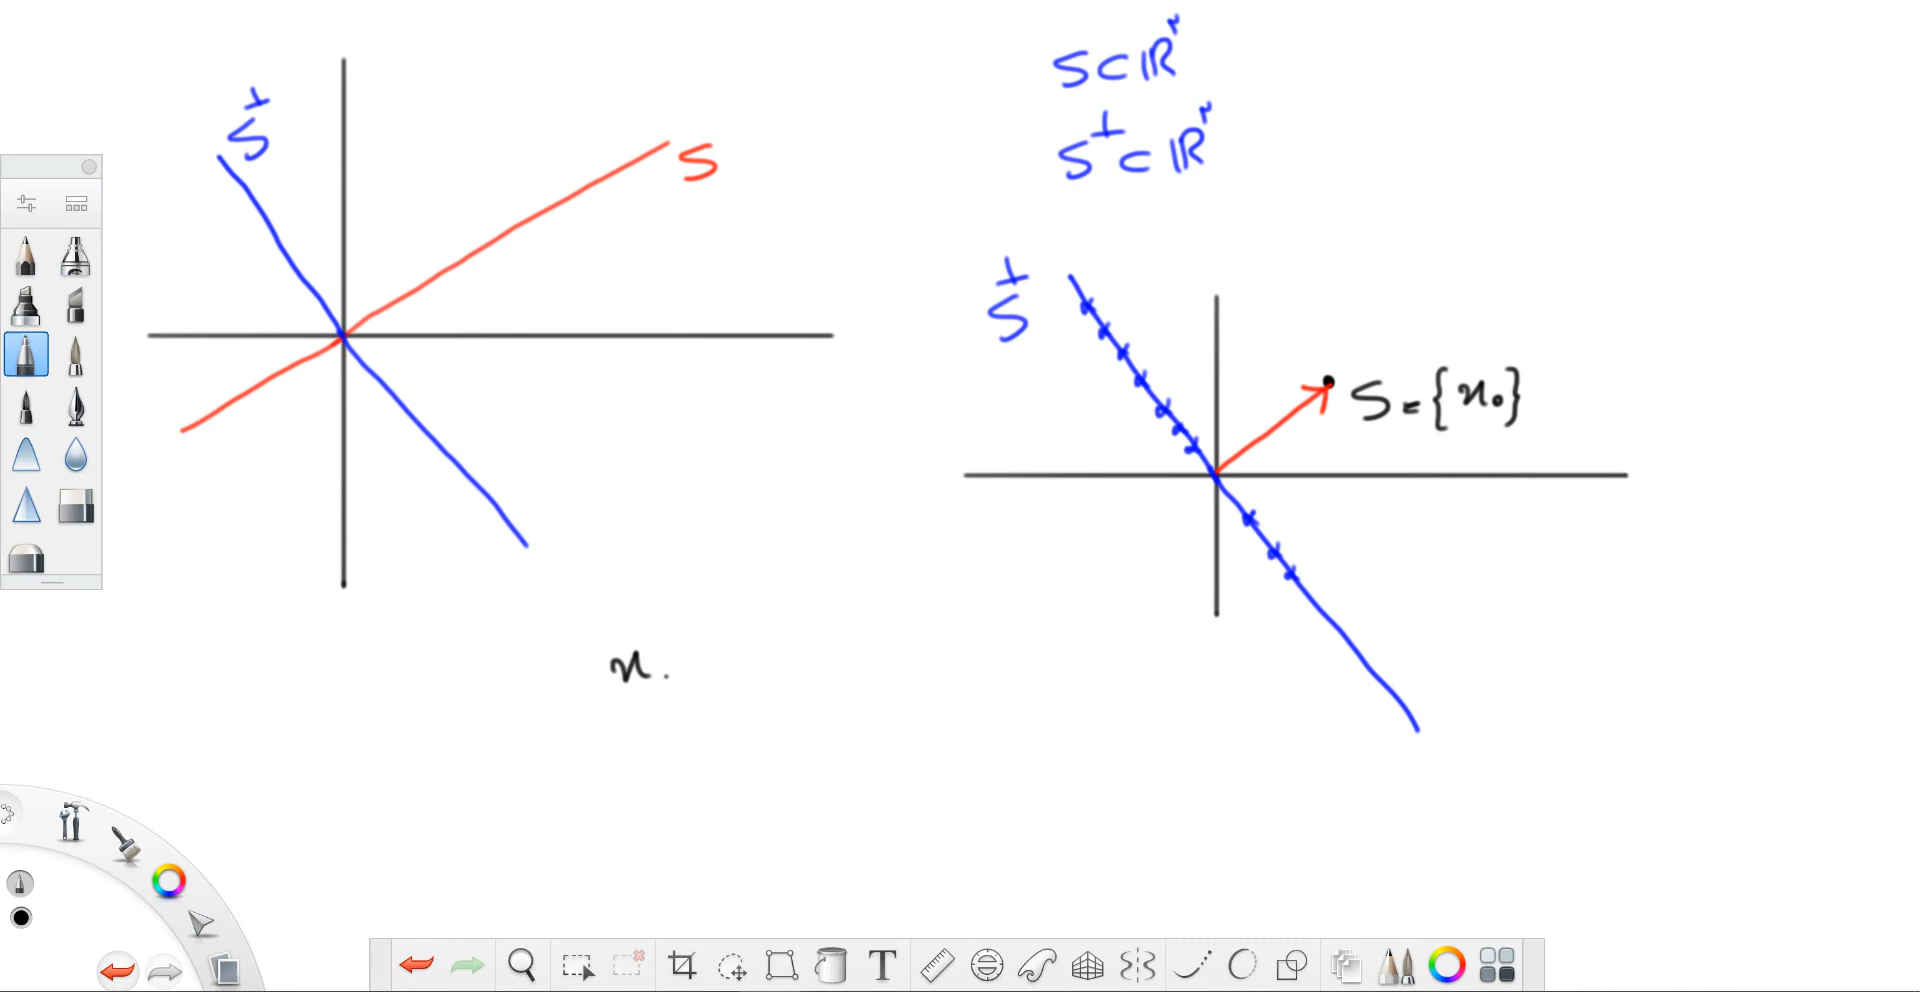 S⊥
S
S ⊂ ℝ²
S⊥ ⊂ ℝ²
S⊥
S = {x₀}
x.
T